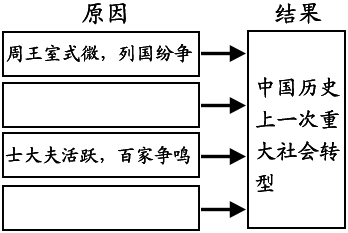 原因 结果
周王室式微，列国纷争
士大夫活跃，百家争鸣
中国历史
上一次重
大社会转
型